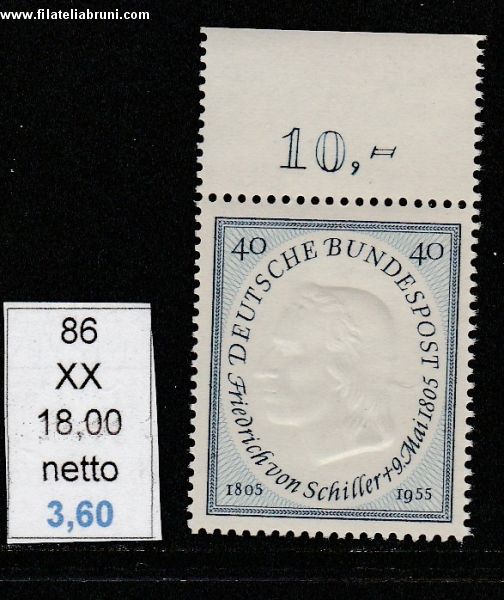 www.filateliabruni.com
10,-
40 40
DEUTSCHE BUNDESPOST
Friedrich von Schiller + 9. Mai 1805
1805 1955
86
XX
18,00
netto
3,60